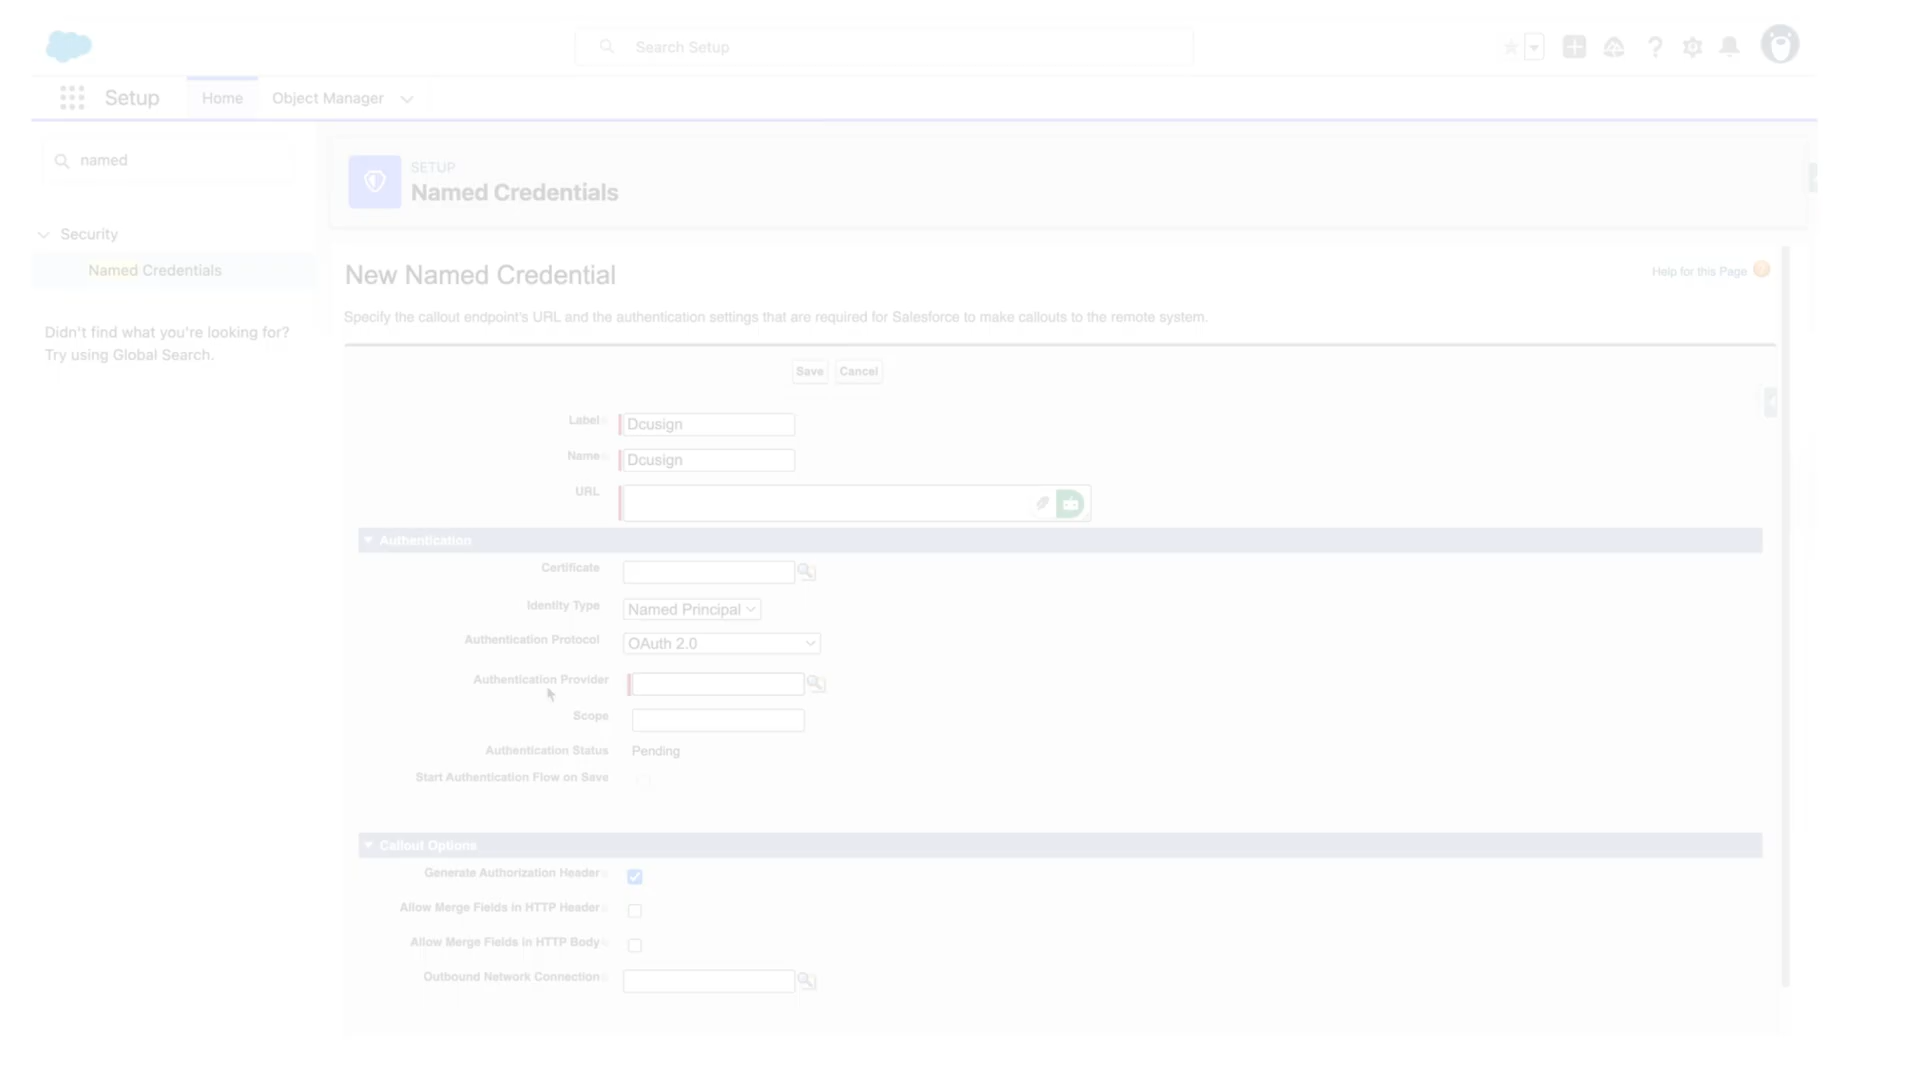 Search Setup
Setup
Home
Object Manager
named
Security
Named Credentials
Didn't find what you're looking for?
Try using Global Search.
SETUP
Named Credentials
New Named Credential
Help for this Page
Specify the callout endpoint's URL and the authentication settings that are required for Salesforce to make callouts to the remote system.
Save Cancel
Label Dcusign
Name Dcusign
URL
Authentication
Certificate
Identity Type Named Principal
Authentication Protocol OAuth 2.0
Authentication Provider
Scope
Authentication Status Pending
Start Authentication Flow on Save
Callout Options
Generate Authorization Header
Allow Merge Fields in HTTP Header
Allow Merge Fields in HTTP Body
Outbound Network Connection